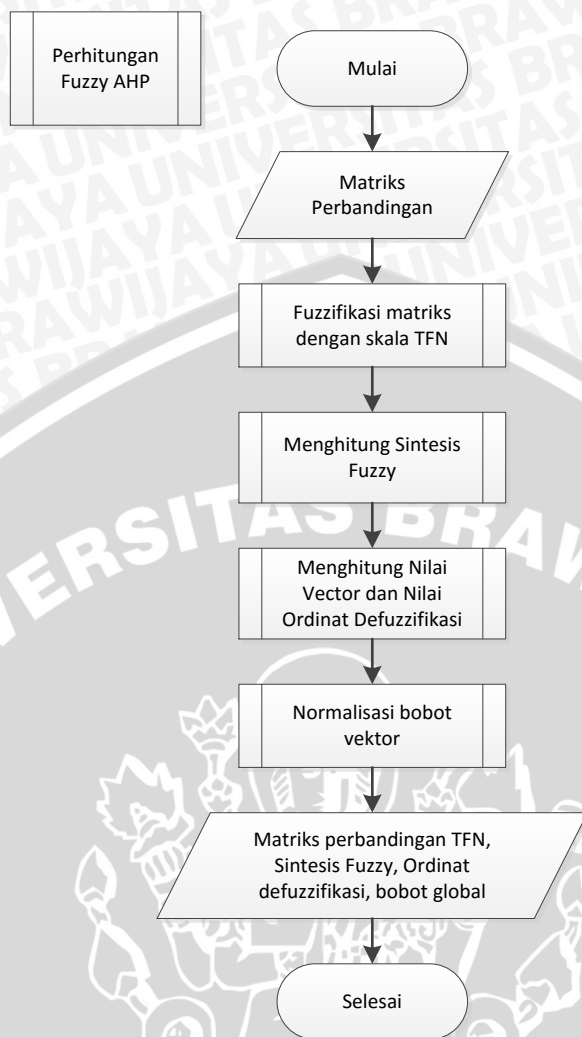 Perhitungan
Fuzzy AHP
Mulai
Matriks
Perbandingan
Fuzzifikasi matriks
dengan skala TFN
Menghitung Sintesis
Fuzzy
Menghitung Nilai
Vector dan Nilai
Ordinat Defuzzifikasi
Normalisasi bobot
vektor
Matriks perbandingan TFN,
Sintesis Fuzzy, Ordinat
defuzzifikasi, bobot global
Selesai